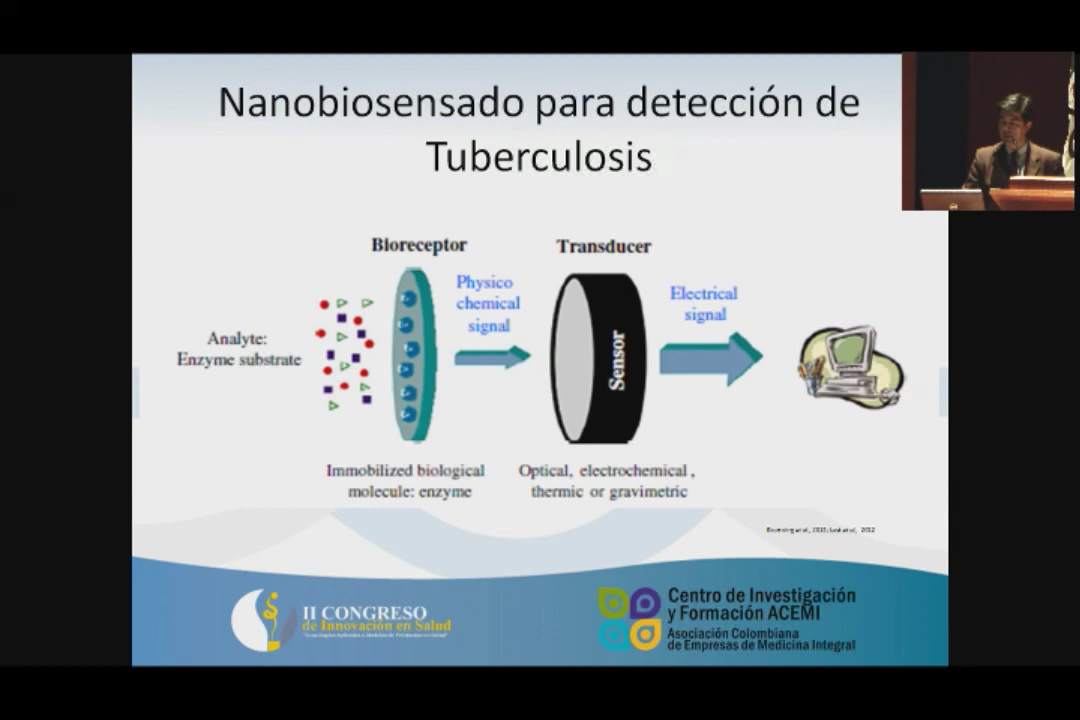 Nanobiosensado para detección de
Tuberculosis
Bioreceptor
Transducer
Physico
chemical
signal
Electrical
signal
Analyte:
Enzyme substrate
Sensor
Immobilized biological
molecule: enzyme
Optical, electrochemical,
thermic or gravimetric
II CONGRESO
de Innovación en Salud
Centro de Investigación
y Formación ACEMI
Asociación Colombiana
de Empresas de Medicina Integral